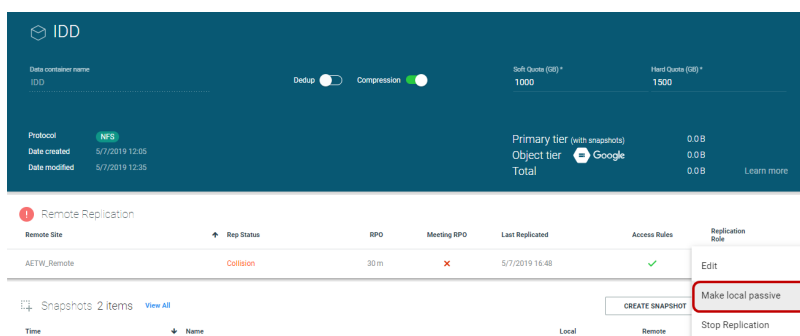 IDD
Data container name
IDD
Dedup
Compression
Soft Quota (GB) *
1000
Hard Quota (GB) *
1500
Protocol NFS
Date created 5/7/2019 12:05
Date modified 5/7/2019 12:35
Primary tier (with snapshots) 0.0 B
Object tier Google 0.0 B
Total 0.0 B Learn more
! Remote Replication
Remote Site Rep Status RPO Meeting RPO Last Replicated Access Rules Replication Role
AETW_Remote Collision 30 m 5/7/2019 16:48
Edit
Make local passive
Stop Replication
Snapshots 2 items View All
CREATE SNAPSHOT
Time Name Local Remote